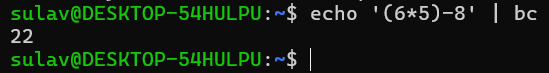 sulav@DESKTOP-54HULPU:~$ echo '(6*5)-8' | bc
22
sulav@DESKTOP-54HULPU:~$